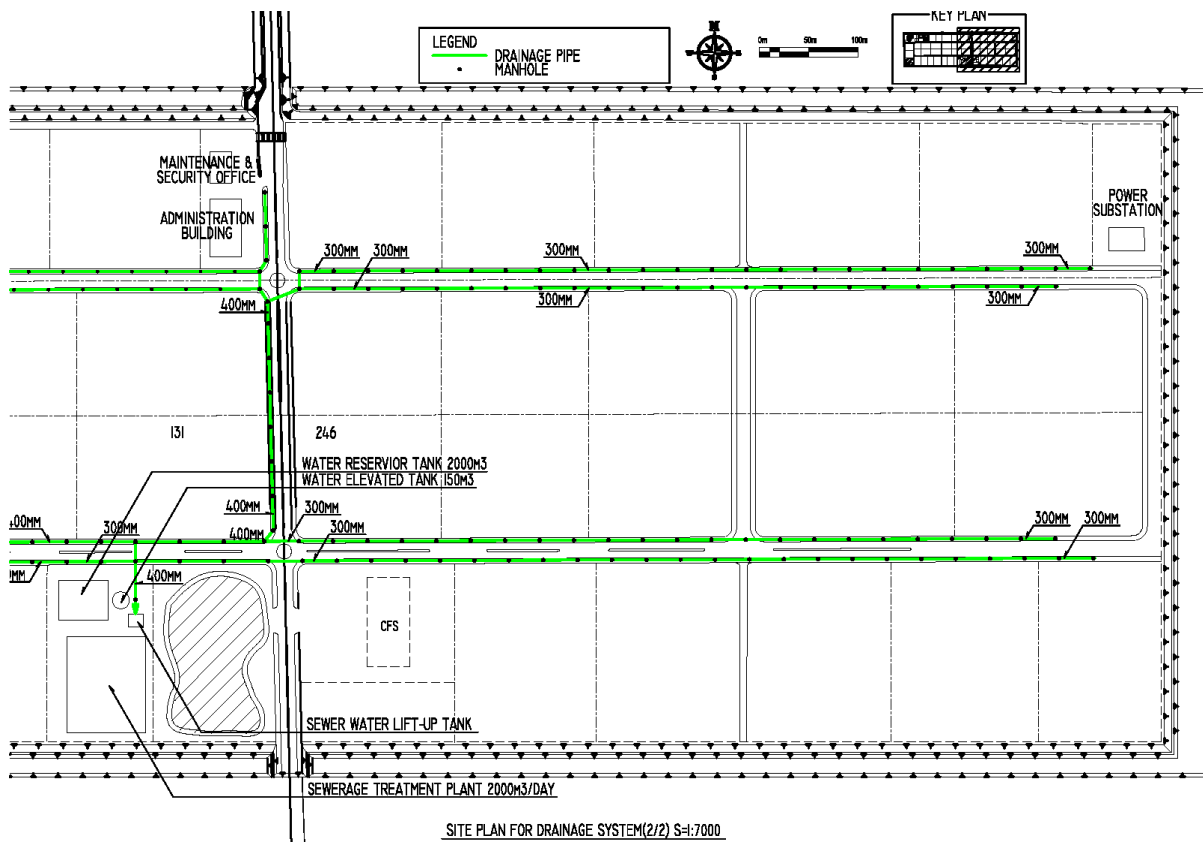 KEY PLAN
LEGEND
DRAINAGE PIPE
MANHOLE
N
S
0m 50m 100m
MAINTENANCE &
SECURITY OFFICE
ADMINISTRATION
BUILDING
POWER
SUBSTATION
300MM
300MM
300MM
300MM
400MM
300MM
300MM
131
246
WATER RESERVIOR TANK 2000M3
WATER ELEVATED TANK 150M3
400MM
300MM
400MM
300MM
400MM
300MM
300MM
300MM
400MM
CFS
SEWER WATER LIFT-UP TANK
SEWERAGE TREATMENT PLANT 2000M3/DAY
SITE PLAN FOR DRAINAGE SYSTEM(2/2) S=1:7000